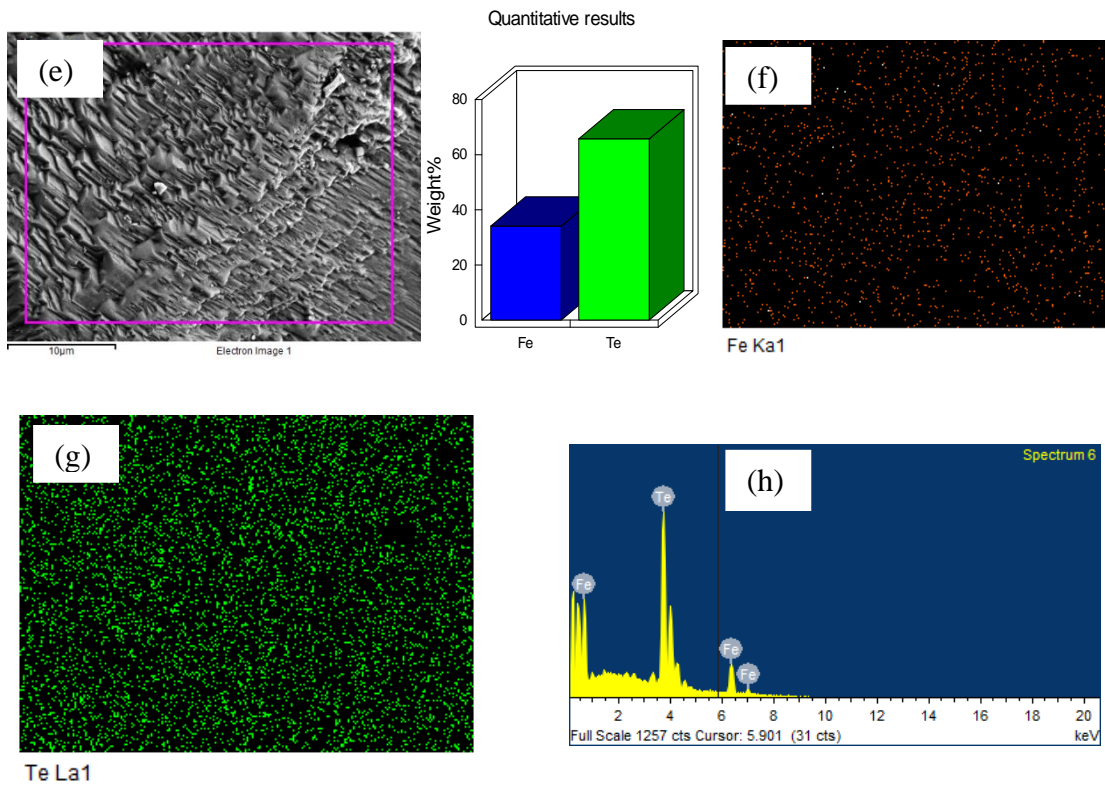 Quantitative results
(e)
10µm
Electron Image 1
Weight%
80
60
40
20
0
Fe
Te
(f)
Fe Ka1
(g)
Te La1
(h)
Spectrum 6
Te
Fe
Fe
Fe
2 4 6 8 10 12 14 16 18 20
Full Scale 1257 cts Cursor: 5.901 (31 cts) keV